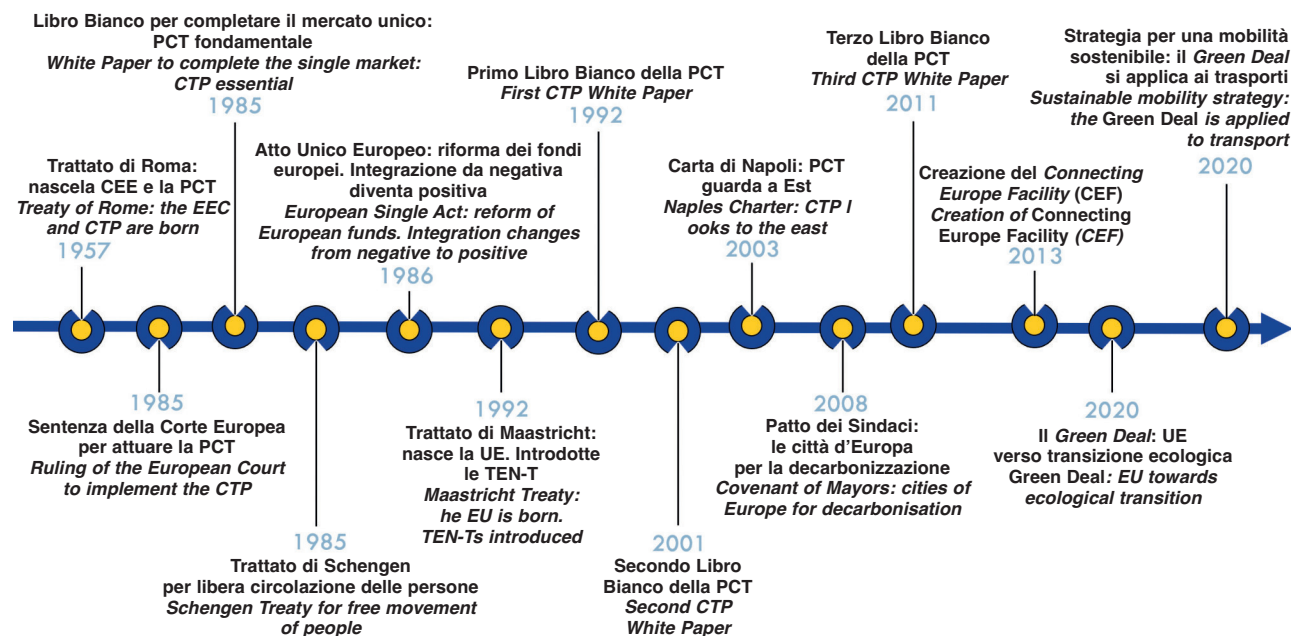 Libro Bianco per completare il mercato unico:
PCT fondamentale
White Paper to complete the single market:
CTP essential
1985
Primo Libro Bianco della PCT
First CTP White Paper
1992
Terzo Libro Bianco
della PCT
Third CTP White Paper
2011
Strategia per una mobilità
sostenibile: il Green Deal
si applica ai trasporti
Sustainable mobility strategy:
the Green Deal is applied
to transport
2020
Trattato di Roma:
nascela CEE e la PCT
Treaty of Rome: the EEC
and CTP are born
1957
Atto Unico Europeo: riforma dei fondi
europei. Integrazione da negativa
diventa positiva
European Single Act: reform of
European funds. Integration changes
from negative to positive
1986
Carta di Napoli: PCT
guarda a Est
Naples Charter: CTP l
ooks to the east
2003
Creazione del Connecting
Europe Facility (CEF)
Creation of Connecting
Europe Facility (CEF)
2013
1985
Sentenza della Corte Europea
per attuare la PCT
Ruling of the European Court
to implement the CTP
1985
Trattato di Schengen
per libera circolazione delle persone
Schengen Treaty for free movement
of people
1992
Trattato di Maastricht:
nasce la UE. Introdotte
le TEN-T
Maastricht Treaty:
he EU is born.
TEN-Ts introduced
2001
Secondo Libro
Bianco della PCT
Second CTP
White Paper
2008
Patto dei Sindaci:
le città d'Europa
per la decarbonizzazione
Covenant of Mayors: cities of
Europe for decarbonisation
2020
Il Green Deal: UE
verso transizione ecologica
Green Deal: EU towards
ecological transition